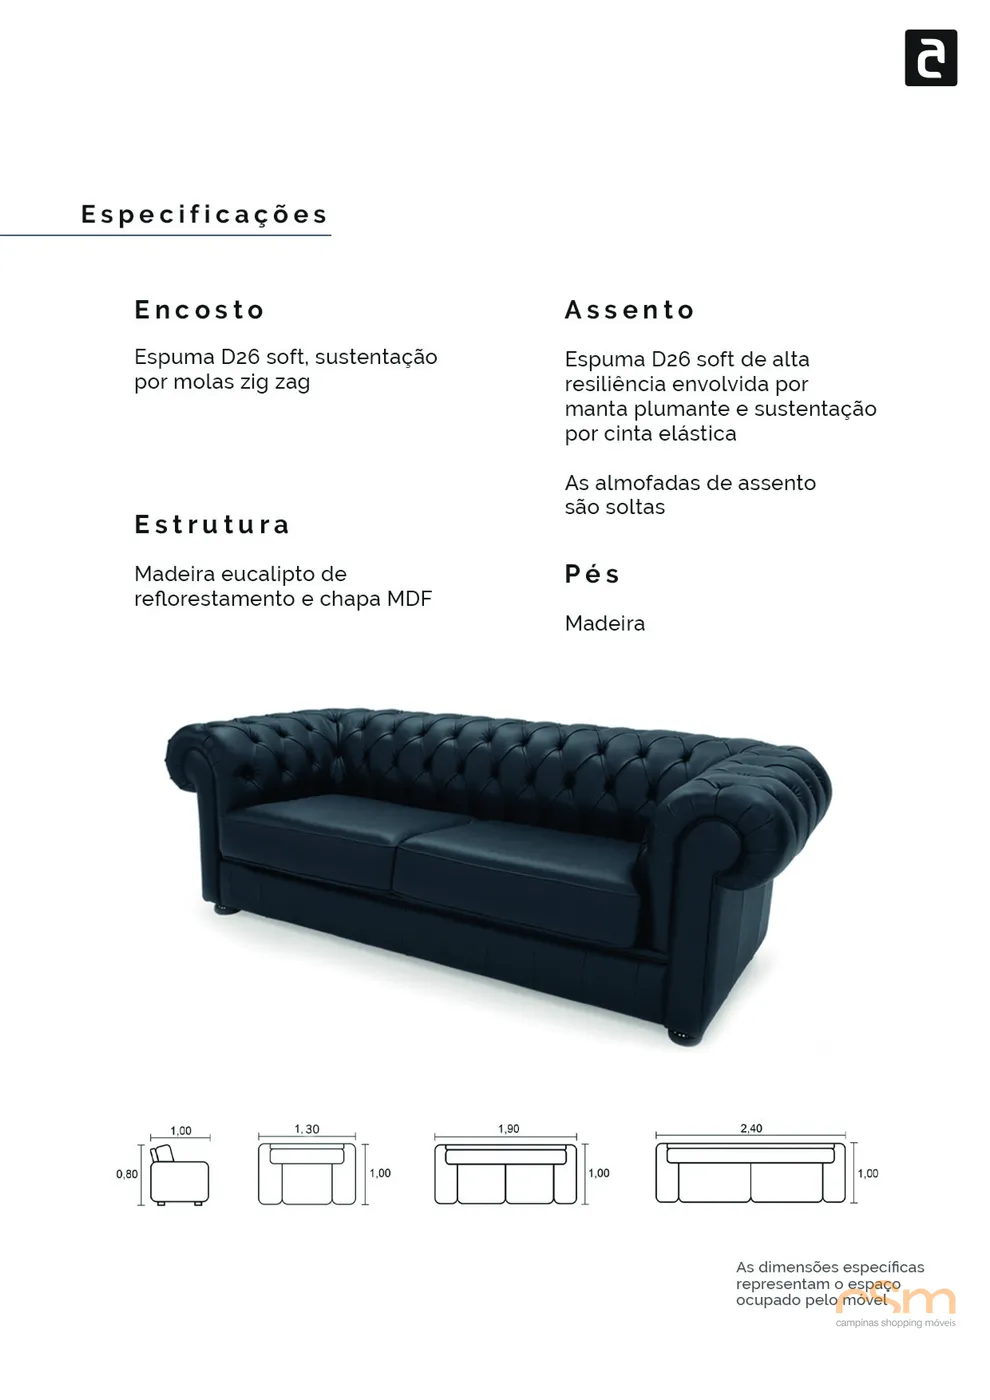 Especificações
Encosto
Espuma D26 soft, sustentação
por molas zig zag
Assento
Espuma D26 soft de alta
resiliência envolvida por
manta plumante e sustentação
por cinta elástica
As almofadas de assento
são soltas
Estrutura
Madeira eucalipto de
reflorestamento e chapa MDF
Pés
Madeira
1,00
0,80
1,30
1,00
1,90
1,00
2,40
1,00
As dimensões específicas
representam o espaço
ocupado pelo móvel
csm
campinas shopping móveis